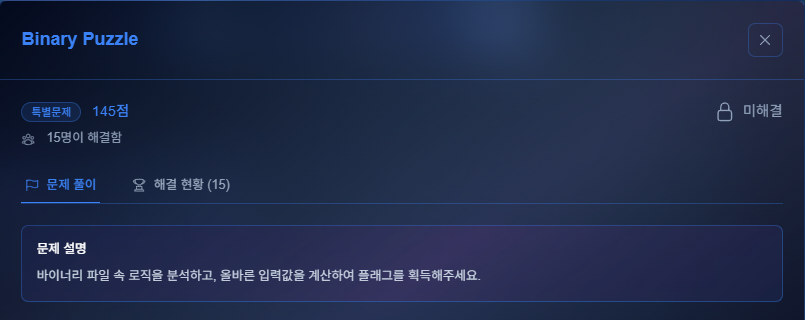 Binary Puzzle
특별문제 145점 미해결
15명이 해결함
문제 풀이 해결 현황 (15)
문제 설명
바이너리 파일 속 로직을 분석하고, 올바른 입력값을 계산하여 플래그를 획득해주세요.